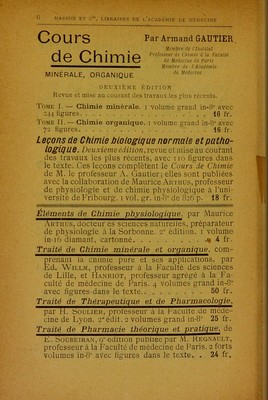 6 MASSON ET Cie, LIBRAIRES DE L'ACADÉMIE DE MÉDECINE
Cours
de Chimie
MINÉRALE, ORGANIQUE
Par Armand GAUTIER
Membre de l'Institut
Professeur de Chimie à la Faculté
de Médecine de Paris
Membre de l'Académie
de Médecine
DEUXIÈME ÉDITION
Revue et mise au courant des travaux les plus récents.
TOME I. — Chimie minérale. 1 volume grand in-8º avec
244 figures. . . . . . . . . . . . . . . . . 16 fr.
TOME II. — Chimie organique. 1 volume grand in-8º avec
72 figures. . . . . . . . . . . . . . . . . 16 fr.
Leçons de Chimie biologique normale et patho-
logique. Deuxième édition, revue et mise au courant
des travaux les plus récents, avec 110 figures dans
le texte. Ces leçons complètent le Cours de Chimie
de M. le professeur A. Gautier; elles sont publiées
avec la collaboration de Maurice ARTHUS, professeur
de physiologie et de chimie physiologique à l'uni-
versité de Fribourg. 1 vol. gr. in-8º de 826 p. 18 fr.
Éléments de Chimie physiologique, par Maurice
ARTHUS, docteur ès sciences naturelles, préparateur
de physiologie à la Sorbonne. 2e édition. 1 volume
in-16 diamant, cartonné. . . . . . . . 4 fr.
Traité de Chimie minérale et organique, com-
prenant la chimie pure et ses applications, par
Ed. WILLM, professeur à la Faculté des sciences
de Lille, et HANRIOT, professeur agrégé à la Fa-
culté de médecine de Paris. 4 volumes grand in-8º
avec figures dans le texte. . . . . . . . 50 fr.
Traité de Thérapeutique et de Pharmacologie,
par H. SOULIER, professeur à la Faculté de méde-
cine de Lyon. 2e édit. 2 volumes grand in-8º 25 fr.
Traité de Pharmacie théorique et pratique, de
E. SOUBEIRAN, 9e édition publiée par M. REGNAULT,
professeur à la Faculté de médecine de Paris. 2 forts
volumes in-8º avec figures dans le texte. . 24 fr.